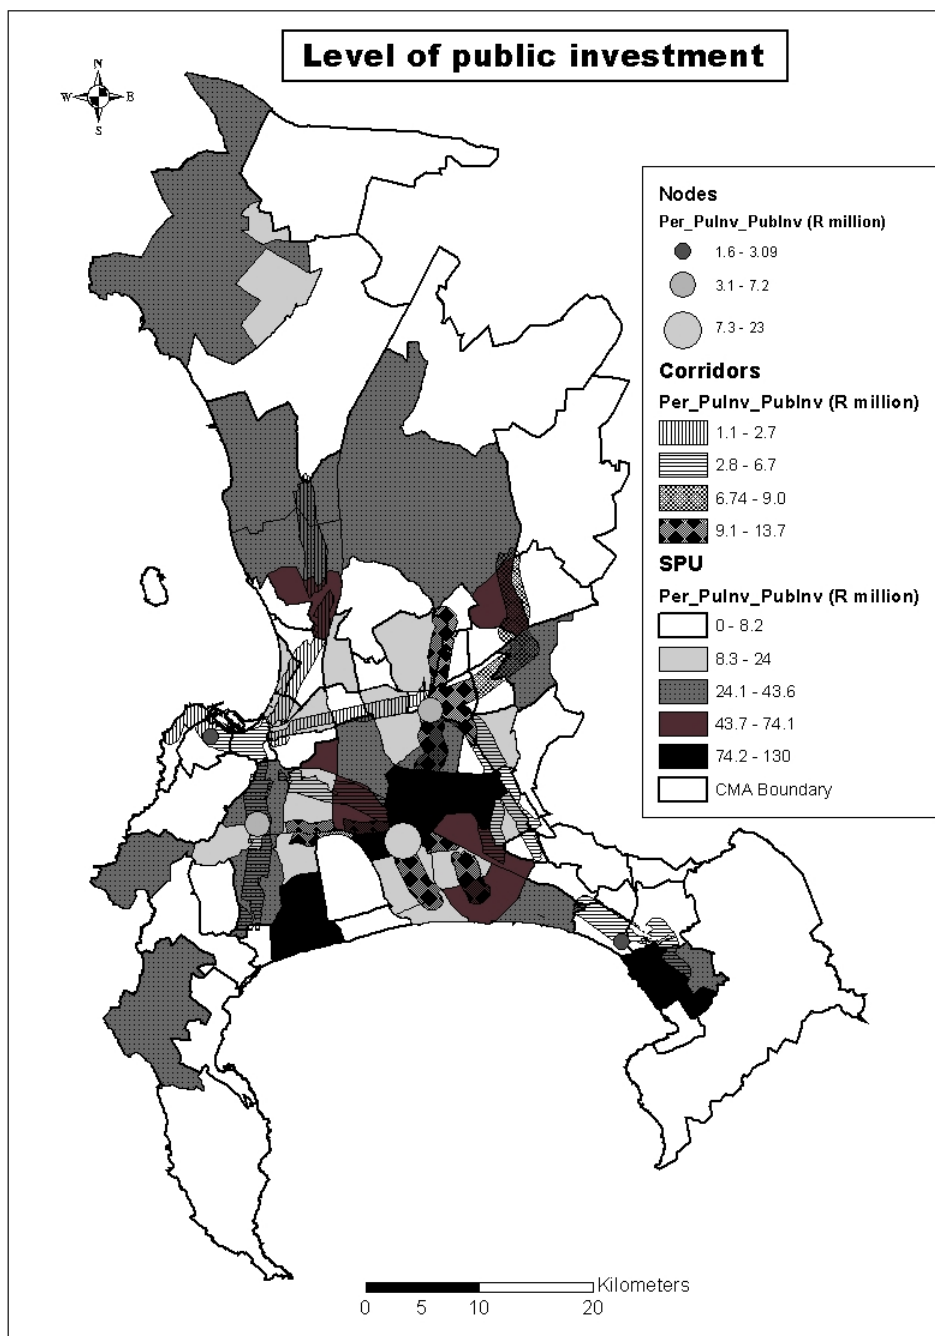 Level of public investment
N
W E
S
Nodes
Per_PuInv_PubInv (R million)
1.6 - 3.09
3.1 - 7.2
7.3 - 23
Corridors
Per_PuInv_PubInv (R million)
1.1 - 2.7
2.8 - 6.7
6.74 - 9.0
9.1 - 13.7
SPU
Per_PuInv_PubInv (R million)
0 - 8.2
8.3 - 24
24.1 - 43.6
43.7 - 74.1
74.2 - 130
CMA Boundary
Kilometers
0 5 10 20